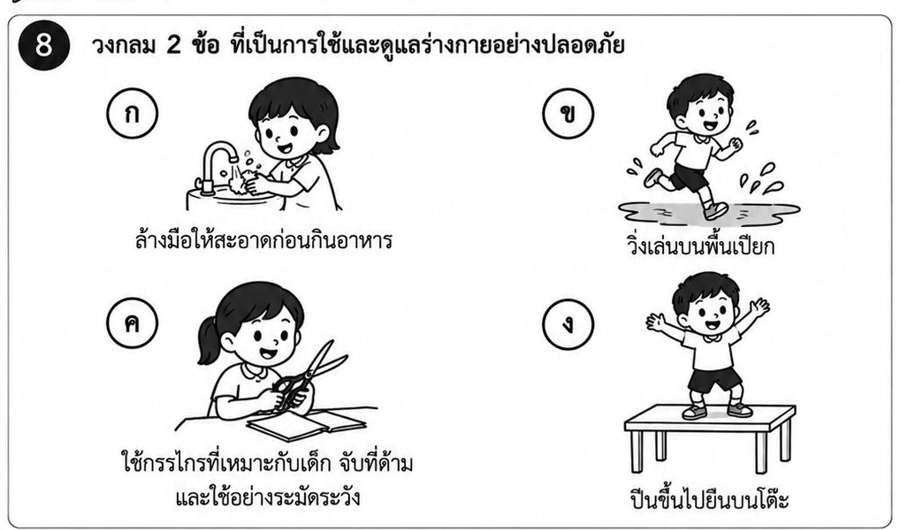 8 วงกลม 2 ข้อ ที่เป็นการใช้และดูแลร่างกายอย่างปลอดภัย
ก
ล้างมือให้สะอาดก่อนกินอาหาร
ข
วิ่งเล่นบนพื้นเปียก
ค
ใช้กรรไกรที่เหมาะกับเด็ก จับที่ด้าม
และใช้อย่างระมัดระวัง
ง
ปีนขึ้นไปยืนบนโต๊ะ